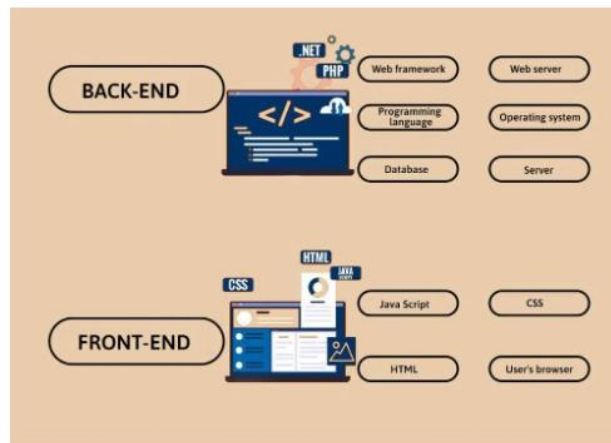 .NET
PHP
BACK-END
</>
Web framework
Web server
Programming
language
Operating system
Database
Server
HTML
JAVA
SCRIPT
CSS
FRONT-END
Java Script
CSS
HTML
User's browser